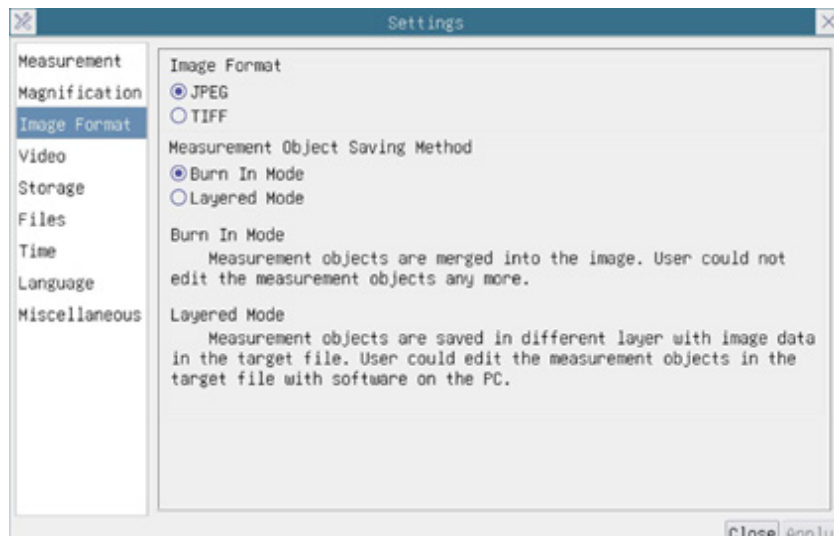 Settings
Measurement
Magnification
Image Format
Video
Storage
Files
Time
Language
Miscellaneous
Image Format
JPEG
TIFF
Measurement Object Saving Method
Burn In Mode
Layered Mode
Burn In Mode
Measurement objects are merged into the image. User could not
edit the measurement objects any more.
Layered Mode
Measurement objects are saved in different layer with image data
in the target file. User could edit the measurement objects in the
target file with software on the PC.
Close Apply